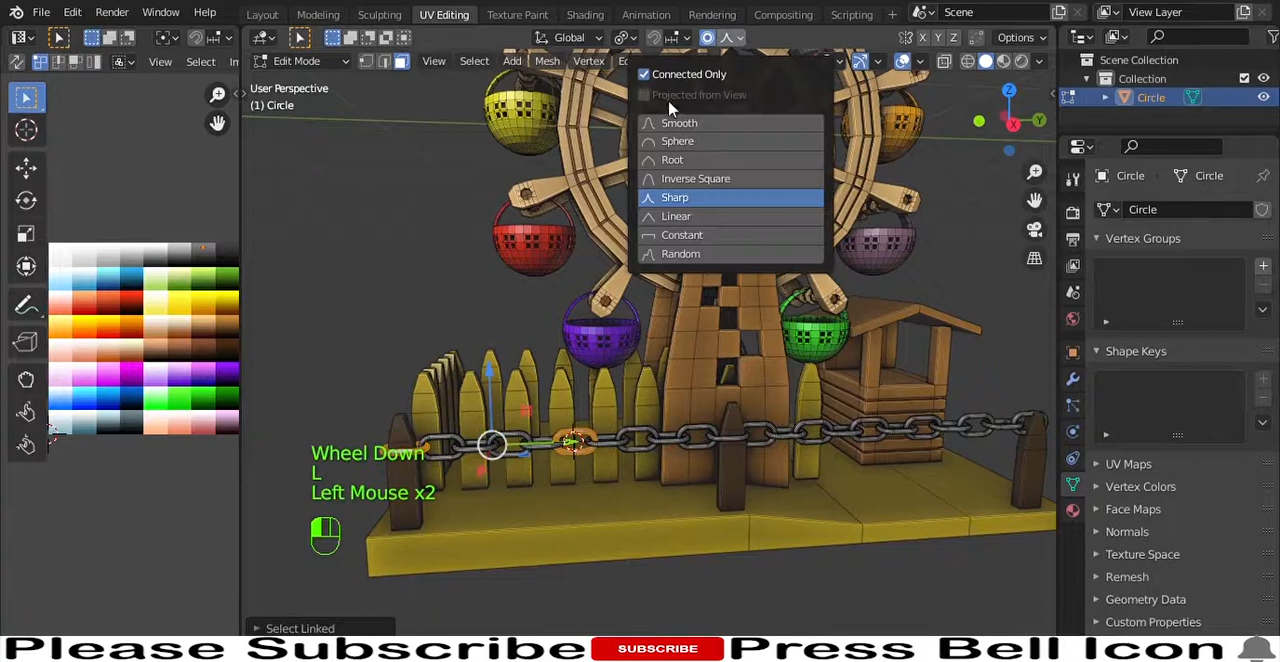 File Edit Render Window Help Layout Modeling Sculpting UV Editing Texture Paint Shading Animation Rendering Compositing Scripting + Scene View Layer
Global Options
X Y Z
View Select Edit Mode View Select Add Mesh Vertex
Scene Collection
Collection
Circle
User Perspective
(1) Circle
Connected Only
Projected from View
Smooth
Sphere
Root
Inverse Square
Sharp
Linear
Constant
Random
Z
X
Y
Circle Circle
Circle
Vertex Groups
Shape Keys
UV Maps
Vertex Colors
Face Maps
Normals
Texture Space
Remesh
Geometry Data
Custom Properties
Wheel Down
L
Left Mouse x2
Select Linked
Please Subscribe SUBSCRIBE Press Bell Icon